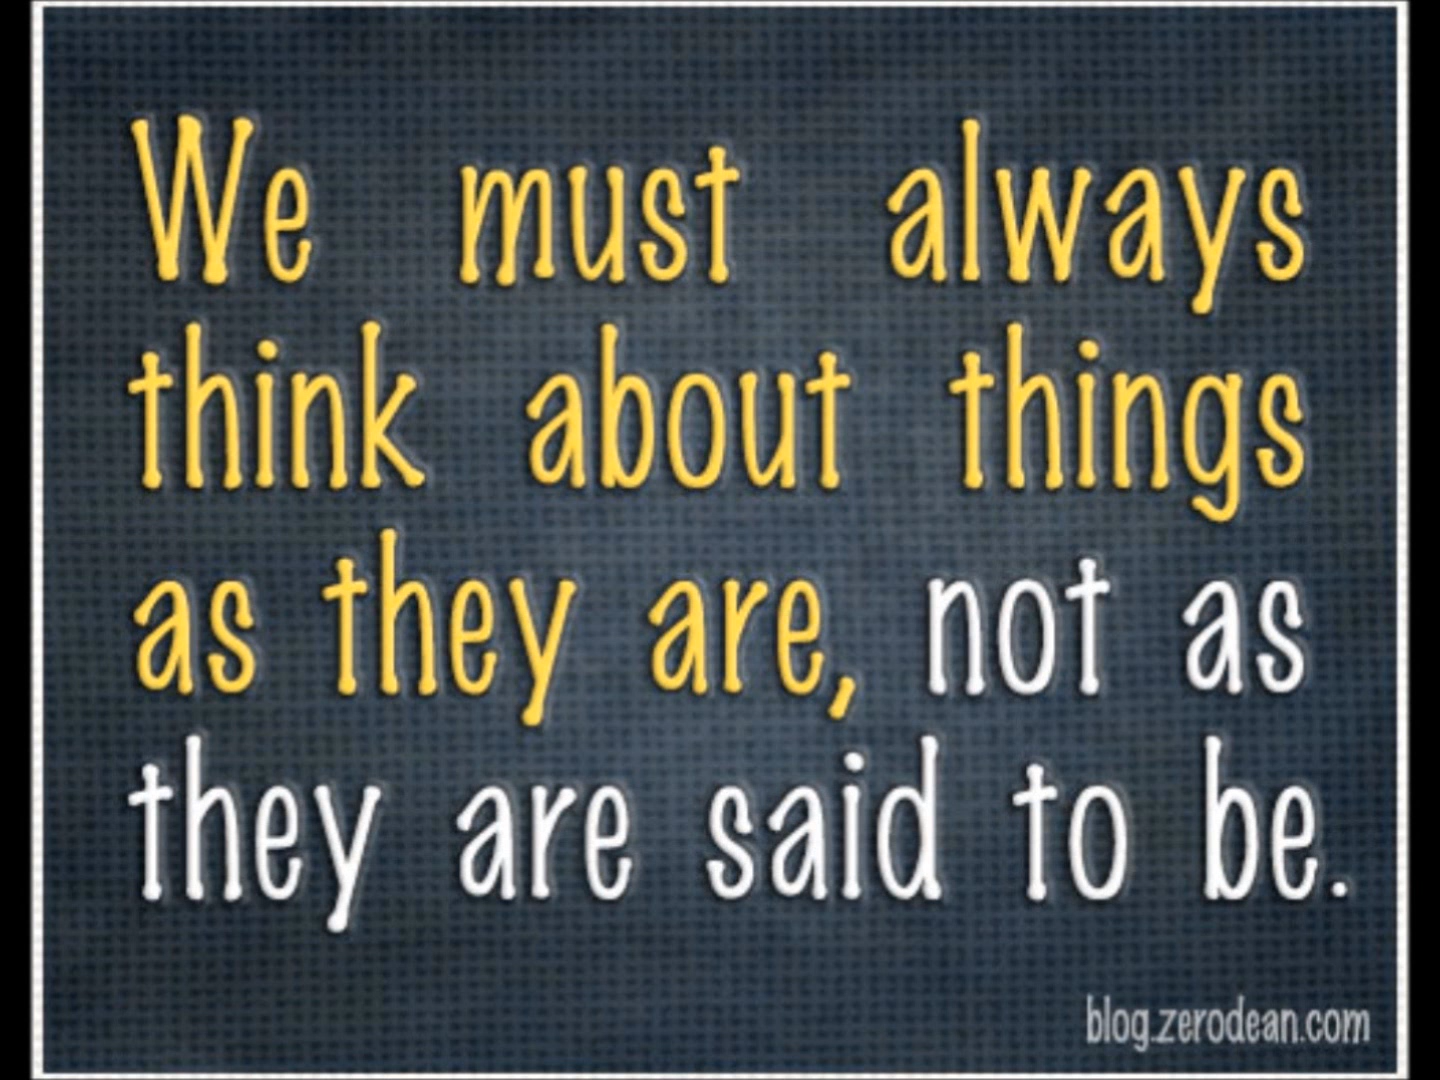 We must always
think about things
as they are, not as
they are said to be.
blog.zerodean.com